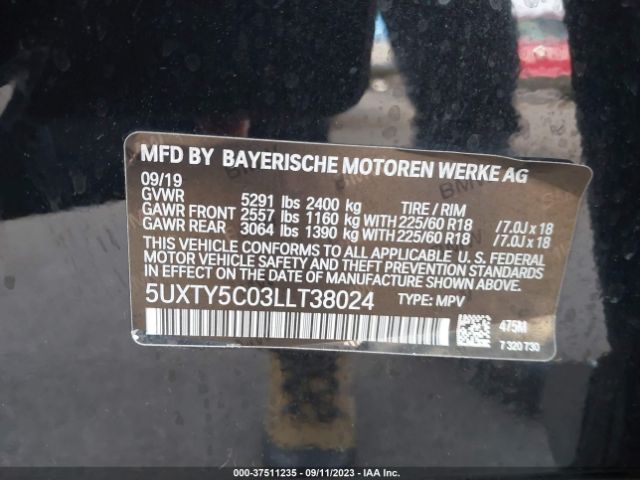 MFD BY BAYERISCHE MOTOREN WERKE AG
09/19
GVWR 5291 lbs 2400 kg TIRE / RIM
GAWR FRONT 2557 lbs 1160 kg WITH 225/60 R18 / 7.0J x 18
GAWR REAR 3064 lbs 1390 kg WITH 225/60 R18 / 7.0J x 18
THIS VEHICLE CONFORMS TO ALL APPLICABLE U. S. FEDERAL
MOTOR VEHICLE SAFETY BUMPER, AND THEFT PREVENTION
STANDARDS IN EFFECT ON THE DATE OF MANUFACTURE SHOWN ABOVE.
5UXTY5C03LLT38024 TYPE: MPV
475M
7 320 730
000-37511235 - 09/11/2023 - IAA Inc.